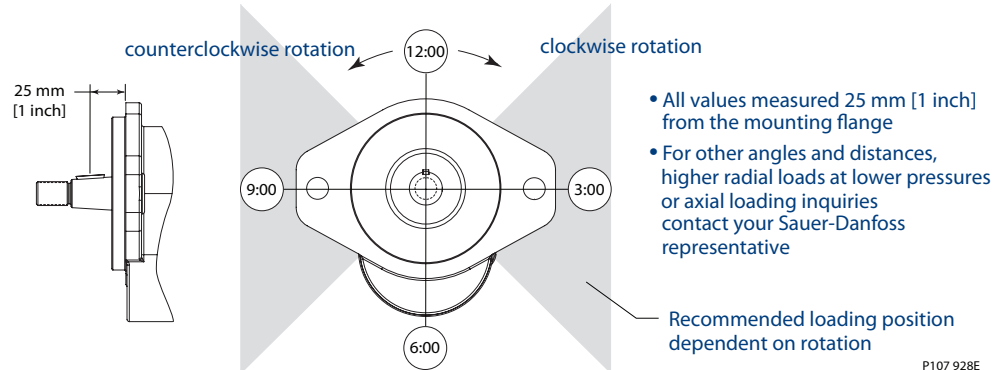 counterclockwise rotation
12:00
clockwise rotation
25 mm
[1 inch]
• All values measured 25 mm [1 inch]
from the mounting flange
• For other angles and distances,
higher radial loads at lower pressures
or axial loading inquiries
contact your Sauer-Danfoss
representative
9:00
3:00
Recommended loading position
dependent on rotation
6:00
P107 928E